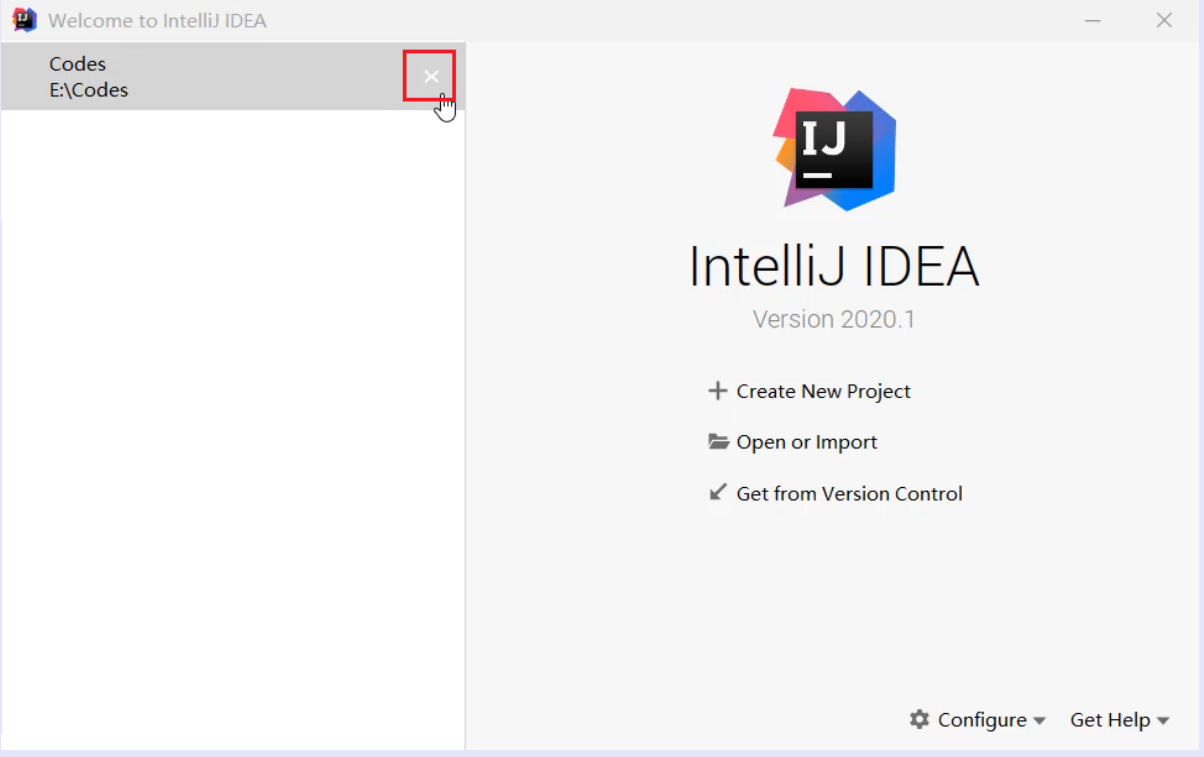 Welcome to IntelliJ IDEA
Codes
E:\Codes
IJ
IntelliJ IDEA
Version 2020.1
Create New Project
Open or Import
Get from Version Control
Configure
Get Help